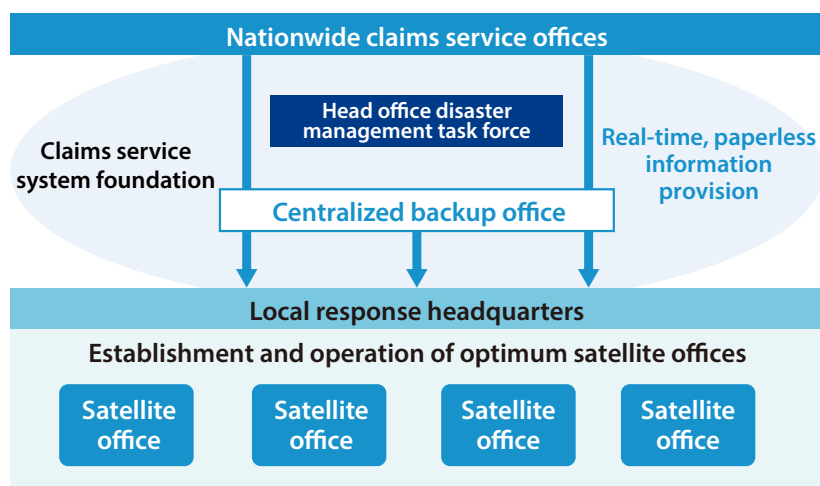 Nationwide claims service offices
Head office disaster
management task force
Claims service
system foundation
Real-time, paperless
information
provision
Centralized backup office
Local response headquarters
Establishment and operation of optimum satellite offices
Satellite
office
Satellite
office
Satellite
office
Satellite
office